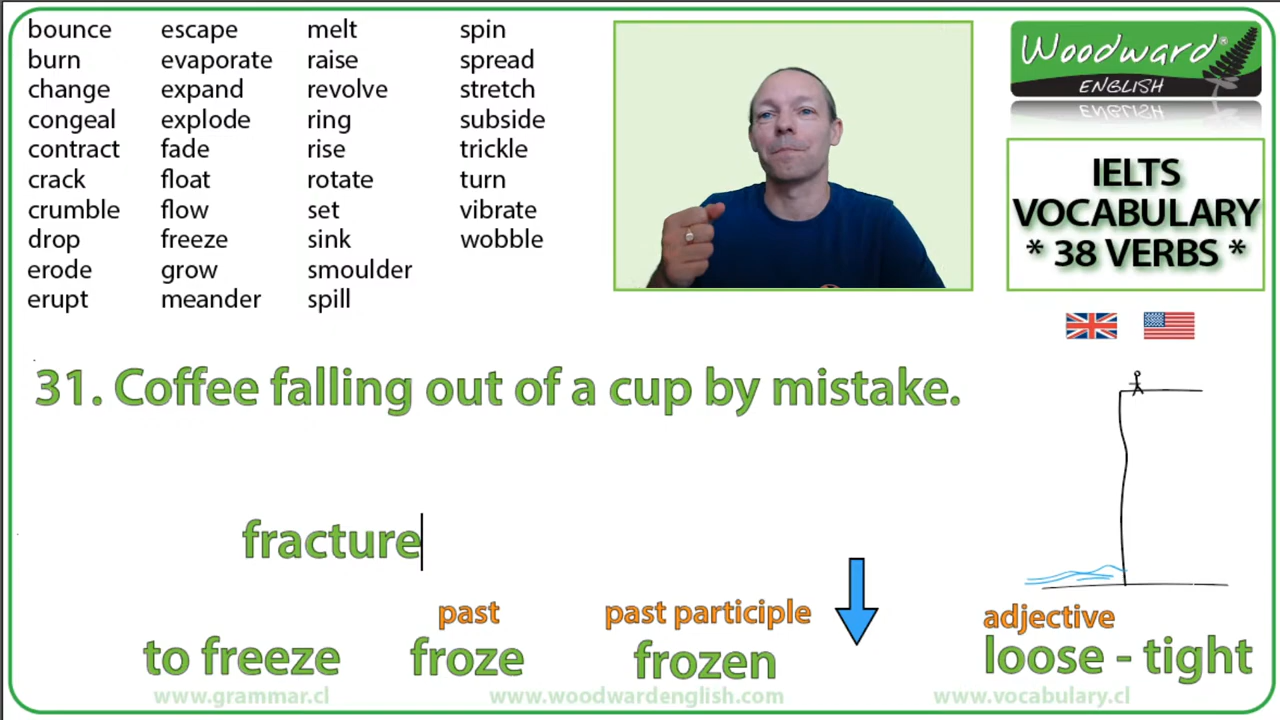 bounce escape melt spin
burn evaporate raise spread
change expand revolve stretch
congeal explode ring subside
contract fade rise trickle
crack float rotate turn
crumble flow set vibrate
drop freeze sink wobble
erode grow smoulder
erupt meander spill
Woodward®
ENGLISH
IELTS
VOCABULARY
* 38 VERBS *
31. Coffee falling out of a cup by mistake.
fracture
past past participle adjective
to freeze froze frozen loose - tight
www.grammar.cl www.woodwardenglish.com www.vocabulary.cl